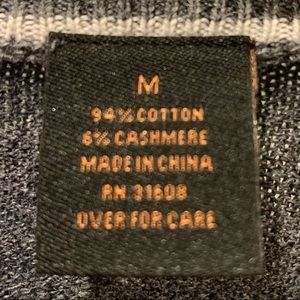 M
94% COTTON
6% CASHMERE
MADE IN CHINA
RN 31608
OVER FOR CARE